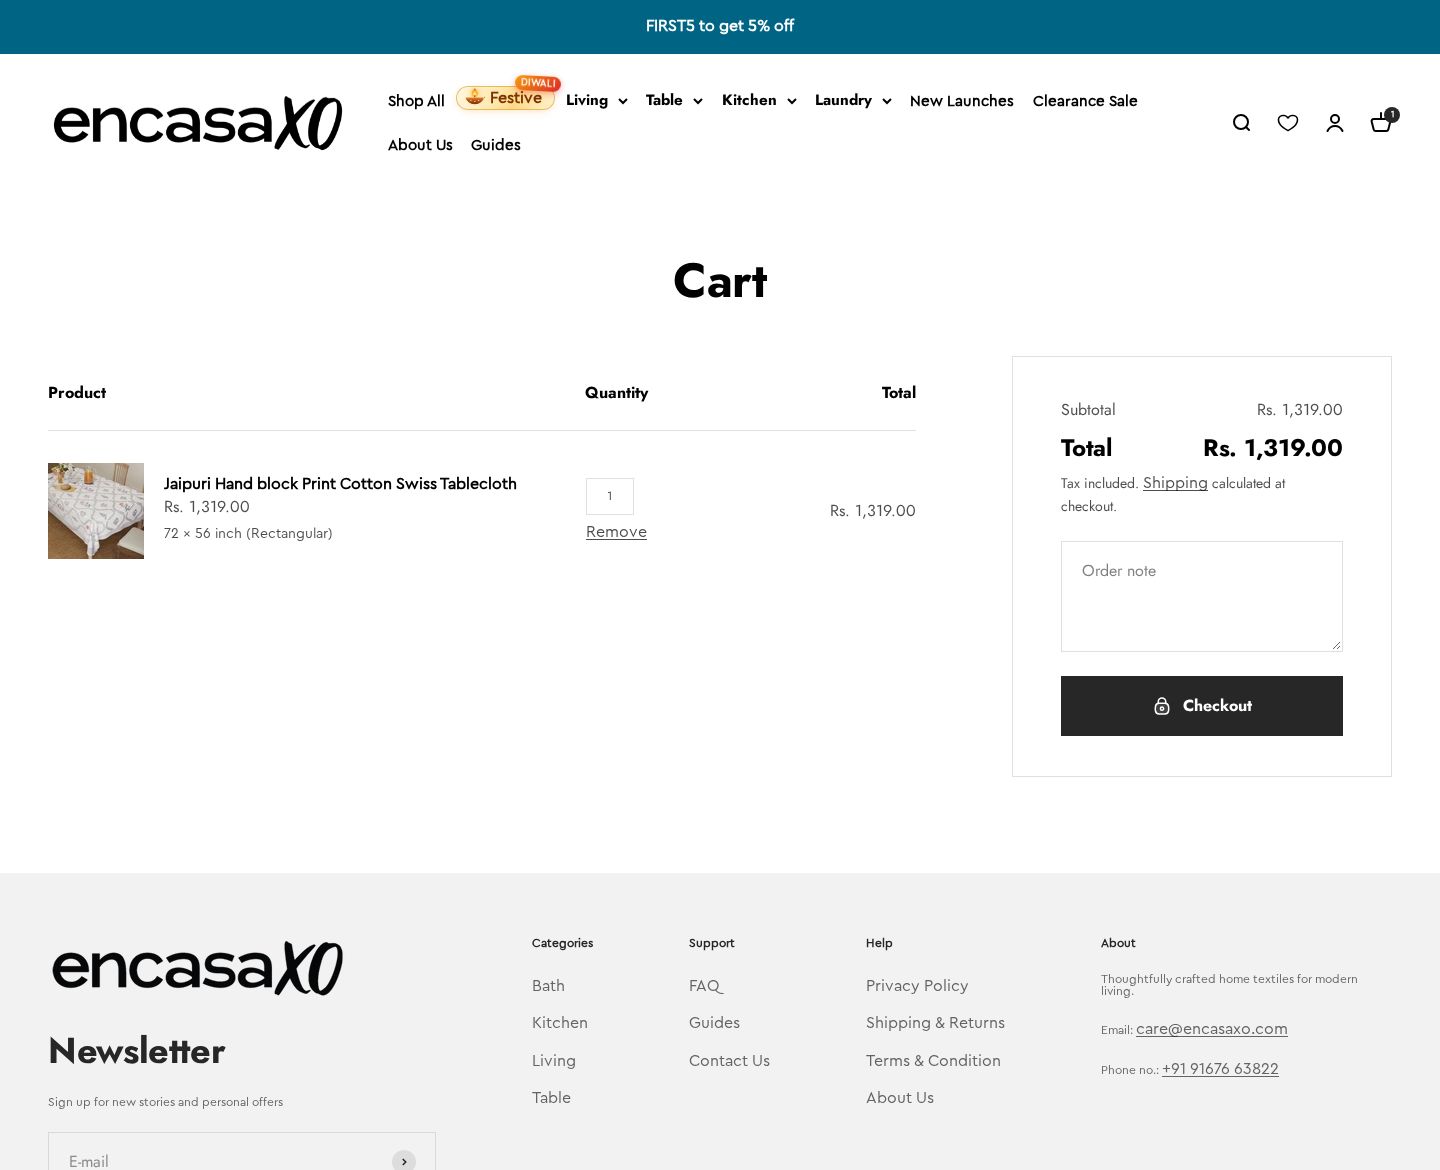 FIRST5 to get 5% off
encasaXO
Shop All
Festive
DIWALI
Living
Table
Kitchen
Laundry
New Launches
Clearance Sale
1
About Us
Guides
Cart
Product
Quantity
Total
Jaipuri Hand block Print Cotton Swiss Tablecloth
Rs. 1,319.00
72 x 56 inch (Rectangular)
1
Remove
Rs. 1,319.00
Subtotal
Rs. 1,319.00
Total
Rs. 1,319.00
Tax included. Shipping calculated at
checkout.
Order note
Checkout
encasaXO
Newsletter
Sign up for new stories and personal offers
E-mail
Categories
Bath
Kitchen
Living
Table
Support
FAQ
Guides
Contact Us
Help
Privacy Policy
Shipping & Returns
Terms & Condition
About Us
About
Thoughtfully crafted home textiles for modern
living.
Email: care@encasaxo.com
Phone no.: +91 91676 63822